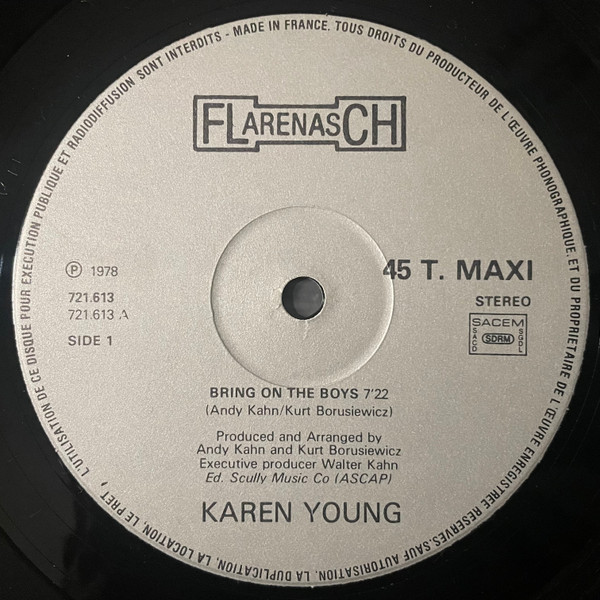 MADE IN FRANCE. TOUS DROITS DU PRODUCTEUR DE L'ŒUVRE PHONOGRAPHIQUE ET DU PROPRIETAIRE DE L'ŒUVRE ENREGISTREE RESERVES. SAUF AUTORISATION, LA DUPLICATION, LA LOCATION, LE PRET, L'UTILISATION DE CE DISQUE POUR EXECUTION PUBLIQUE ET RADIODIFFUSION SONT INTERDITS -
FLARENASCH
℗ 1978
721.613
721.613 A
SIDE 1
45 T. MAXI
STEREO
SACEM
SACD
SDRM
SGDL
BRING ON THE BOYS 7'22
(Andy Kahn/Kurt Borusiewicz)
Produced and Arranged by
Andy Kahn and Kurt Borusiewicz
Executive producer Walter Kahn
Ed. Scully Music Co (ASCAP)
KAREN YOUNG